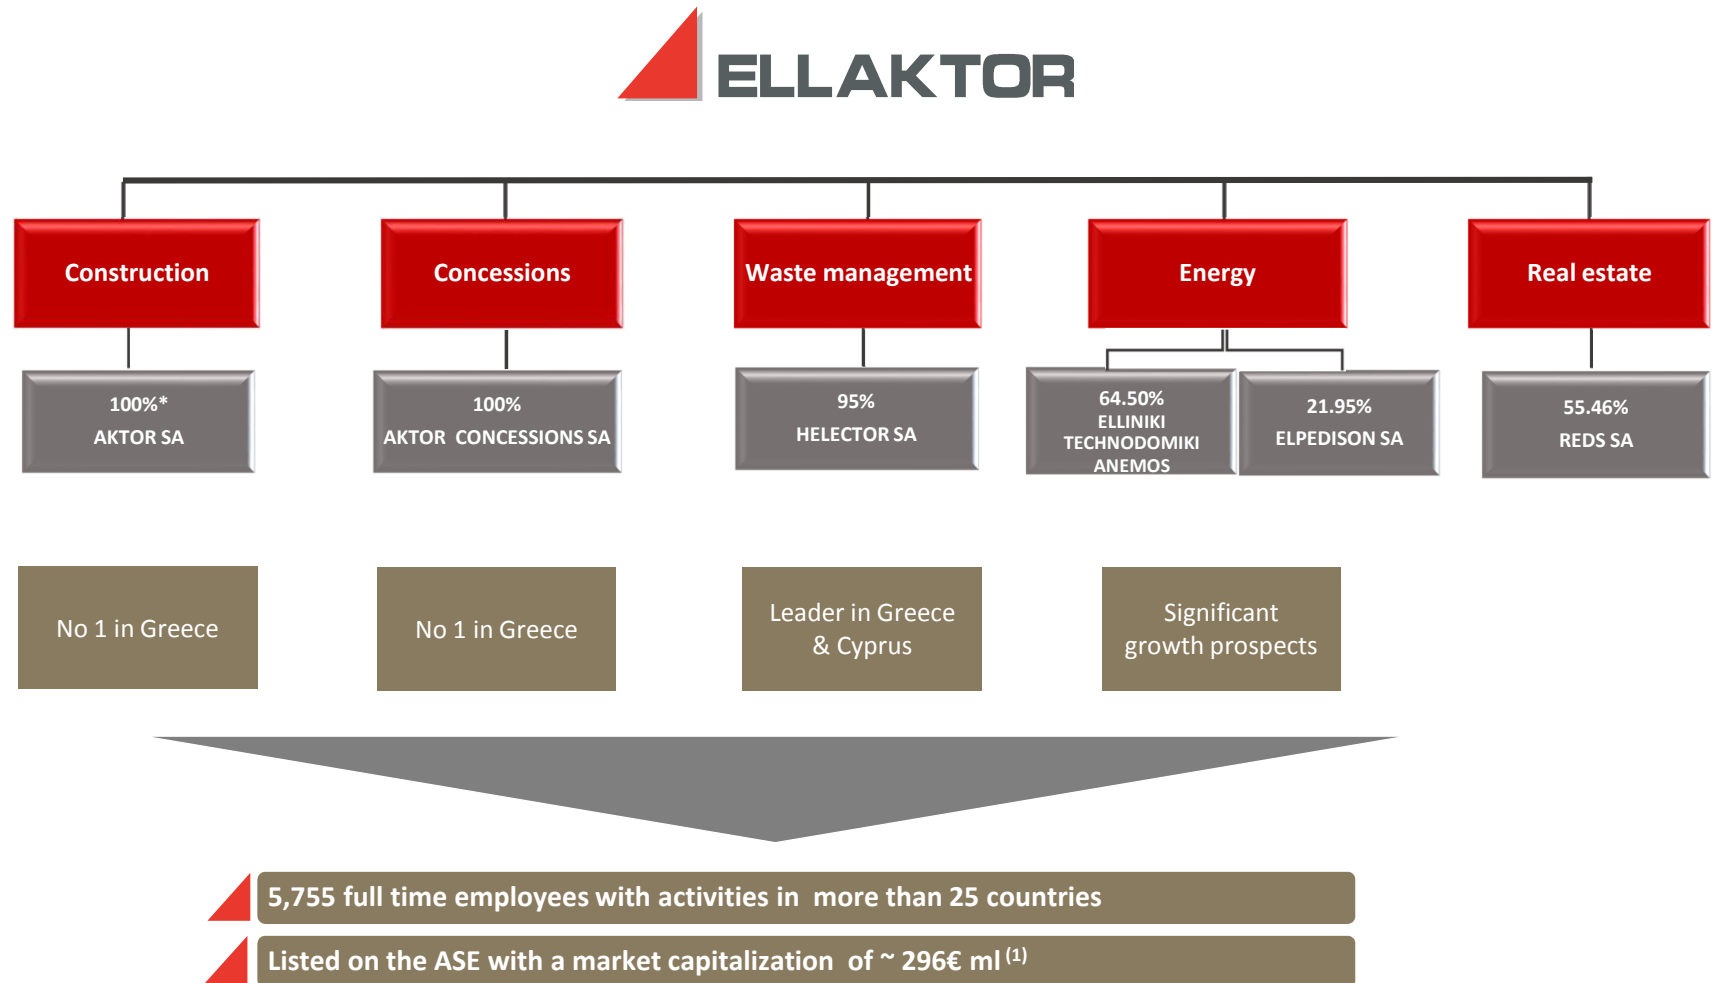 ELLAKTOR
Construction
Concessions
Waste management
Energy
Real estate
100%*
AKTOR SA
100%
AKTOR CONCESSIONS SA
95%
HELECTOR SA
64.50%
ELLINIKI
TECHNODOMIKI
ANEMOS
21.95%
ELPEDISON SA
55.46%
REDS SA
No 1 in Greece
No 1 in Greece
Leader in Greece
& Cyprus
Significant
growth prospects
5,755 full time employees with activities in more than 25 countries
Listed on the ASE with a market capitalization of ~ 296€ ml (1)